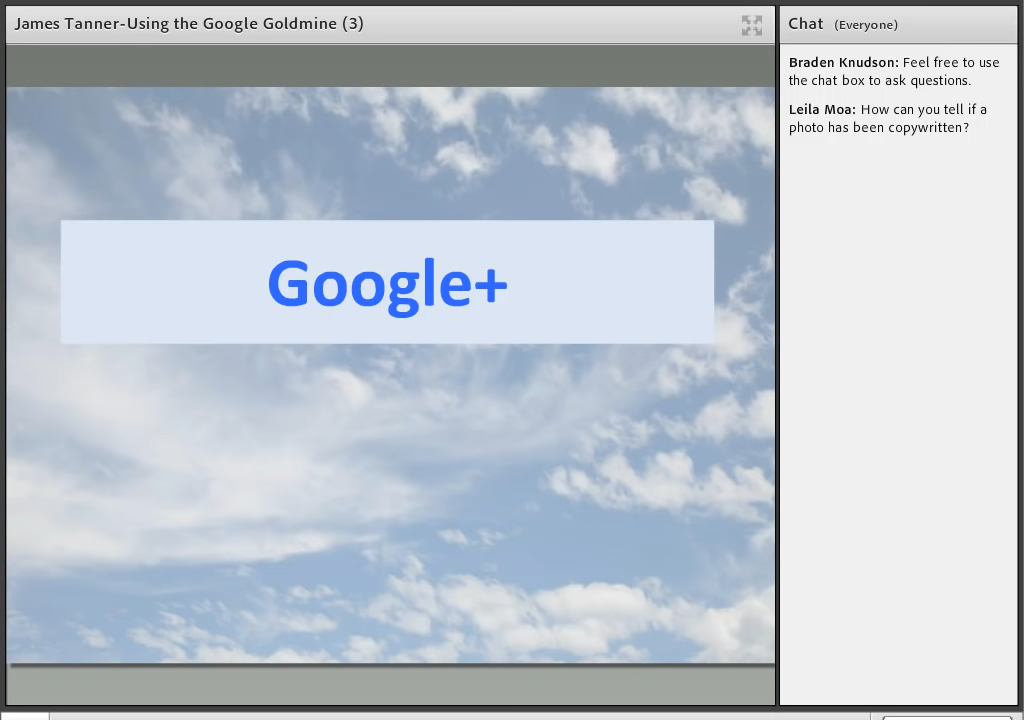 James Tanner-Using the Google Goldmine (3)
Google+
Chat (Everyone)
Braden Knudson: Feel free to use
the chat box to ask questions.
Leila Moa: How can you tell if a
photo has been copywritten?